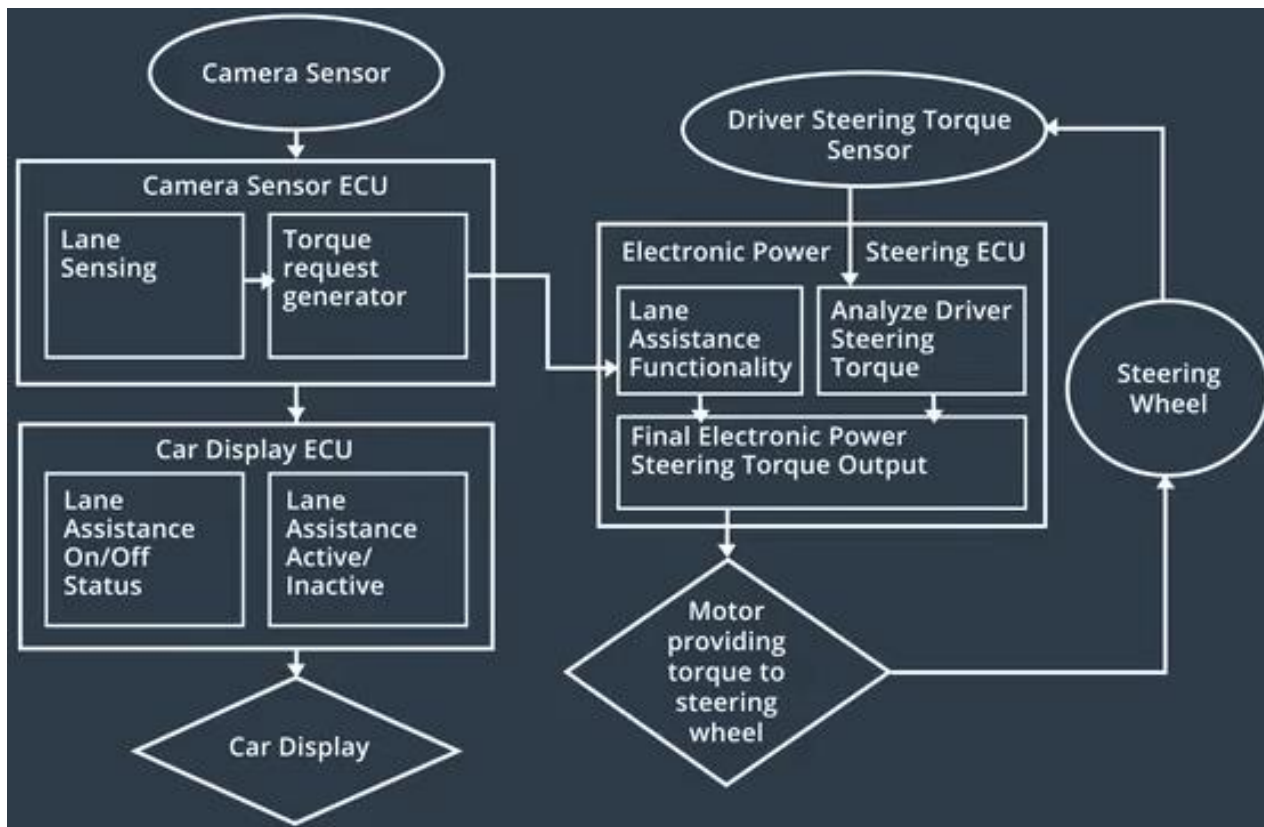 Camera Sensor
Camera Sensor ECU
Lane
Sensing
Torque
request
generator
Car Display ECU
Lane
Assistance
On/Off
Status
Lane
Assistance
Active/
Inactive
Car Display
Driver Steering Torque
Sensor
Electronic Power Steering ECU
Lane
Assistance
Functionality
Analyze Driver
Steering
Torque
Final Electronic Power
Steering Torque Output
Motor
providing
torque to
steering
wheel
Steering
Wheel